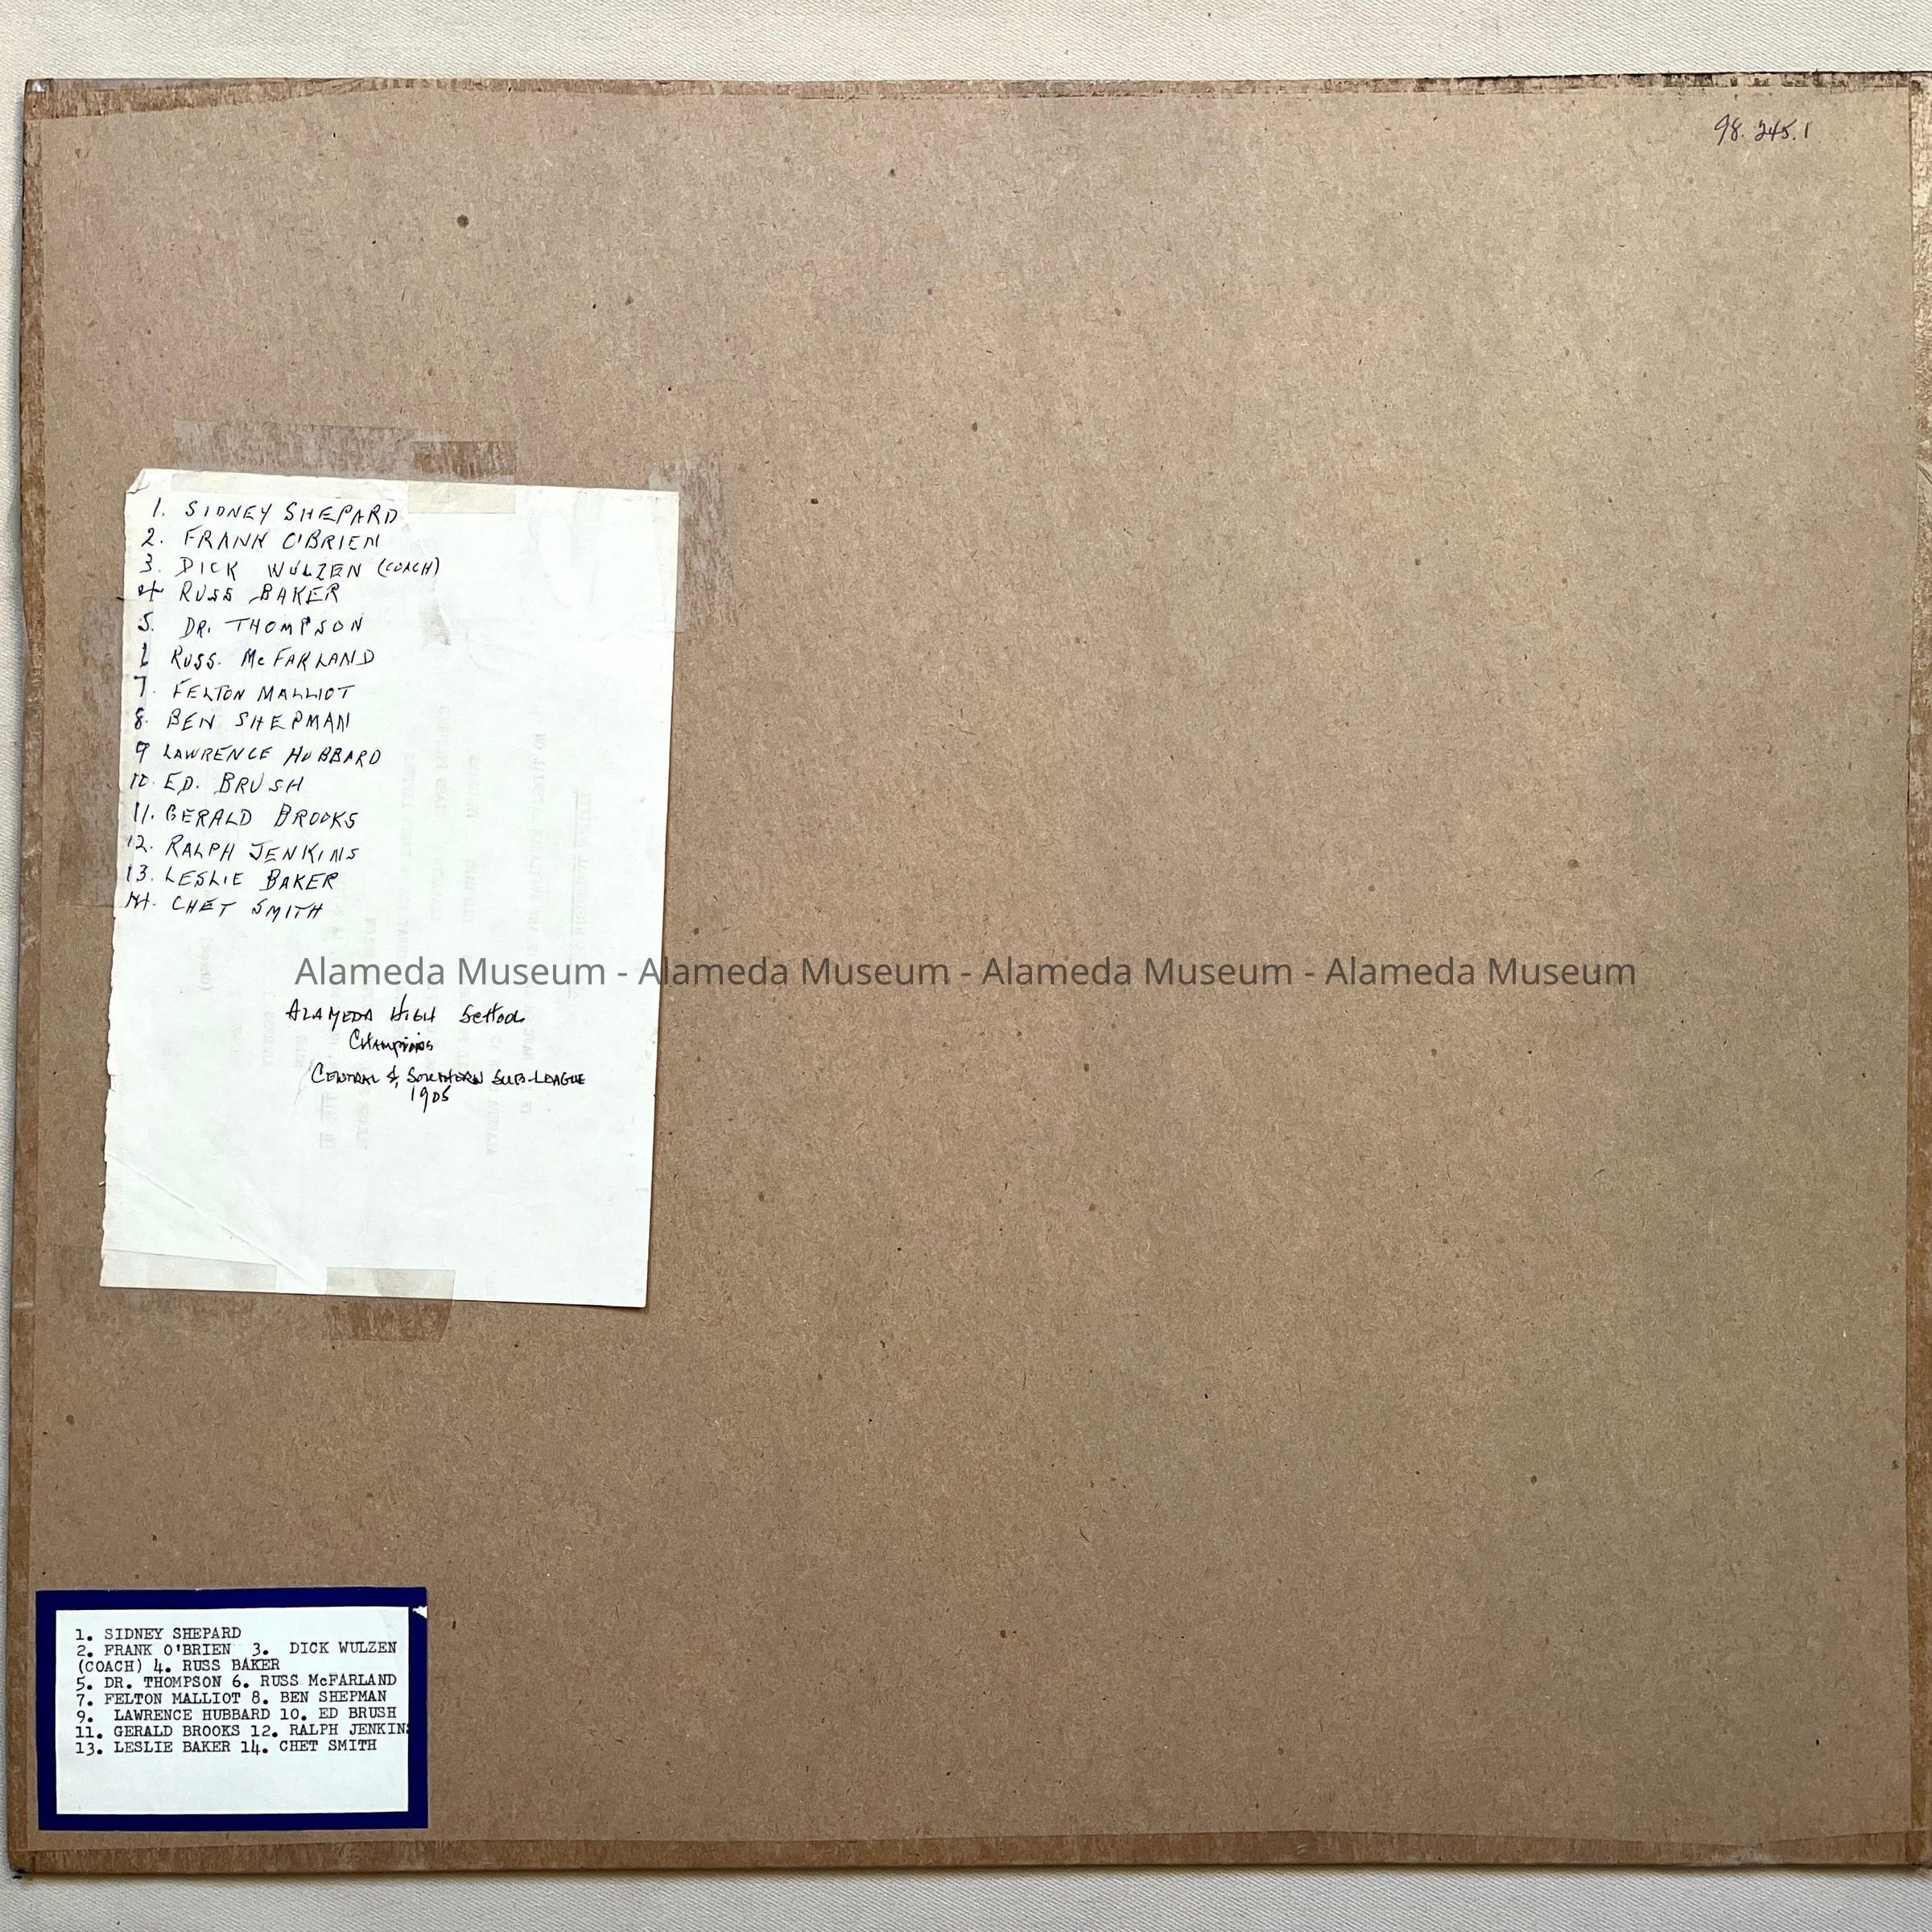 98.245.1
1. SIDNEY SHEPARD
2. FRANK O'BRIEN
3. DICK WULZEN (COACH)
4 RUSS BAKER
5. DR. THOMPSON
6 RUSS. McFARLAND
7. FELTON MALLIOT
8. BEN SHEPMAN
9 LAWRENCE HUBBARD
10. ED. BRUSH
11. GERALD BROOKS
12. RALPH JENKINS
13. LESLIE BAKER
14. CHET SMITH
Alameda Museum - Alameda Museum - Alameda Museum - Alameda Museum
ALAMEDA HIGH SCHOOL
CHAMPIONS
CENTRAL & SOUTHERN SUB-LEAGUE
1905
1. SIDNEY SHEPARD
2. FRANK O'BRIEN 3. DICK WULZEN
(COACH) 4. RUSS BAKER
5. DR. THOMPSON 6. RUSS McFARLAND
7. FELTON MALLIOT 8. BEN SHEPMAN
9. LAWRENCE HUBBARD 10. ED BRUSH
11. GERALD BROOKS 12. RALPH JENKINS
13. LESLIE BAKER 14. CHET SMITH